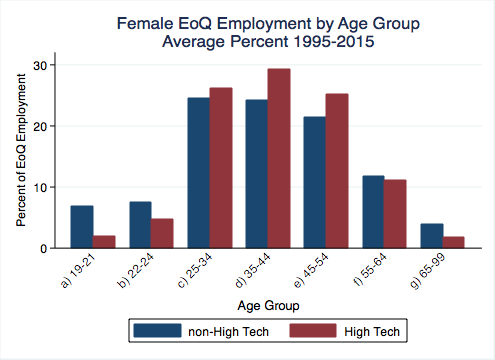 Female EoQ Employment by Age Group
Average Percent 1995-2015
Percent of EoQ Employment
30
20
10
0
a) 19-21
b) 22-24
c) 25-34
d) 35-44
e) 45-54
f) 55-64
g) 65-99
Age Group
non-High Tech
High Tech